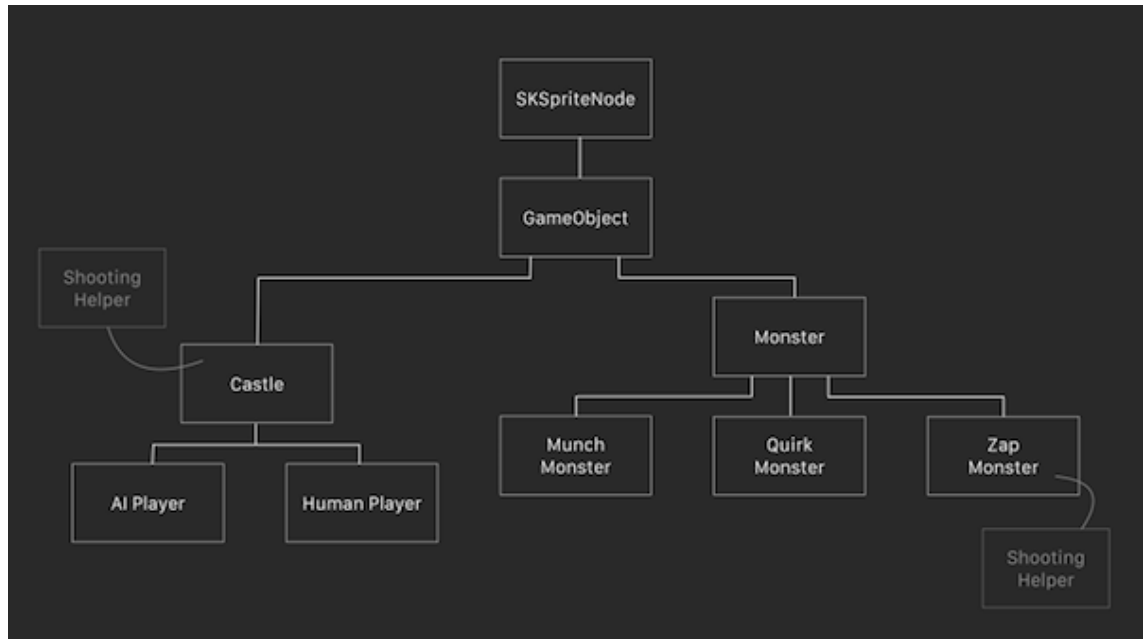 SKSpriteNode
GameObject
Shooting
Helper
Monster
Castle
Munch
Monster
Quirk
Monster
Zap
Monster
AI Player
Human Player
Shooting
Helper